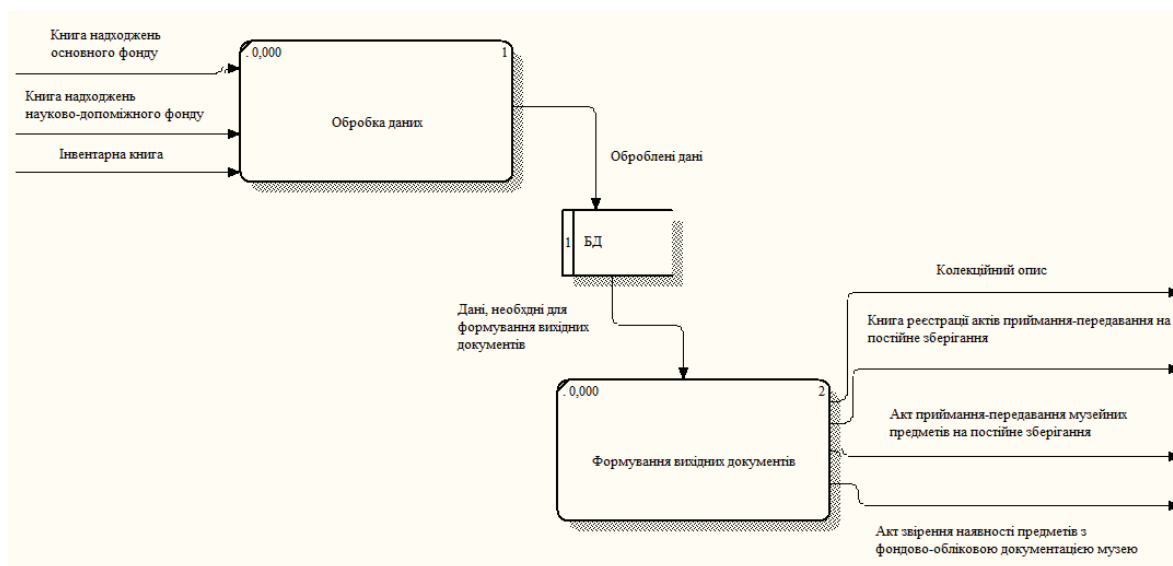 Книга надходжень
основного фонду
. 0,000
1
Книга надходжень
науково-допоміжного фонду
Обробка даних
Інвентарна книга
Оброблені дані
1
БД
Колекційний опис
Дані, необхдні для
формування вихідних
документів
Книга реєстрації актів приймання-передавання на
постійне зберігання
. 0,000
2
Акт приймання-передавання музейних
предметів на постійне зберігання
Формування вихідних документів
Акт звірення наявності предметів з
фондово-обліковою документацією музею